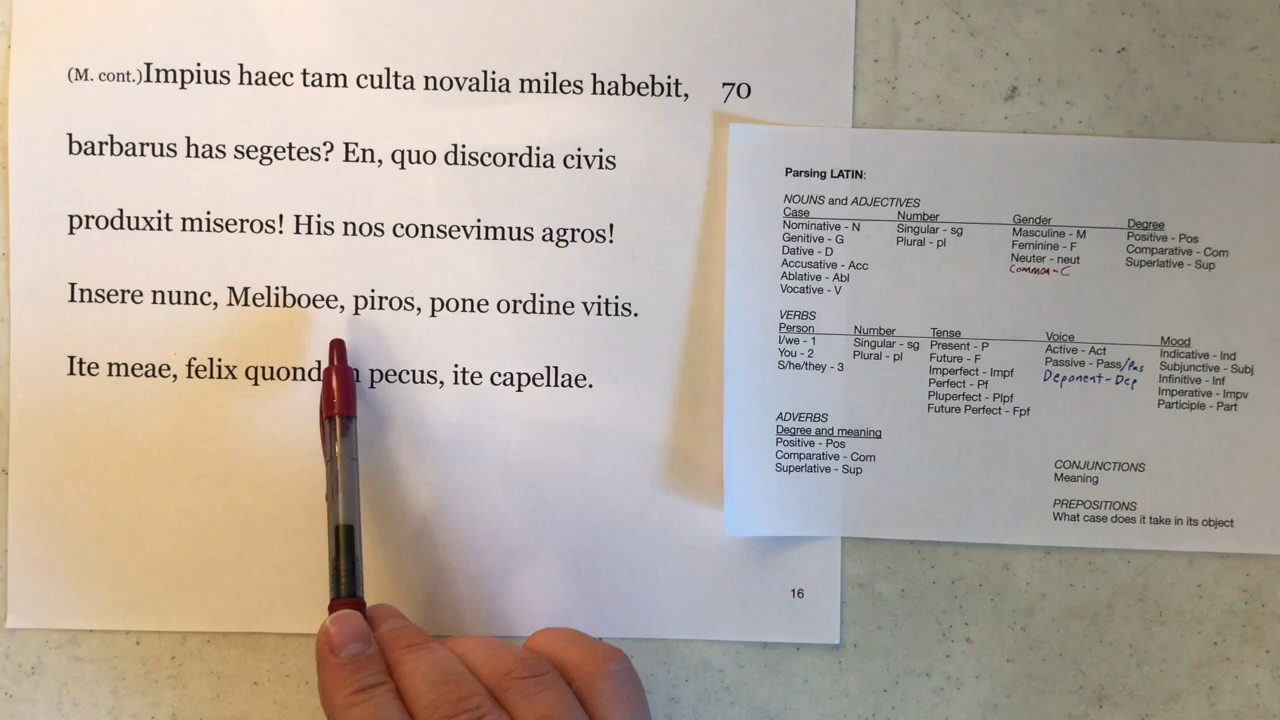 (M. cont.)Impius haec tam culta novalia miles habebit, 70
barbarus has segetes? En, quo discordia civis
produxit miseros! His nos consevimus agros!
Insere nunc, Meliboee, piros, pone ordine vitis.
Ite meae, felix quond m pecus, ite capellae.
16
Parsing LATIN:
NOUNS and ADJECTIVES
Case Number Gender Degree
Nominative - N Singular - sg Masculine - M Positive - Pos
Genitive - G Plural - pl Feminine - F Comparative - Com
Dative - D Neuter - neut Superlative - Sup
Accusative - Acc Common - C
Ablative - Abl
Vocative - V
VERBS
Person Number Tense Voice Mood
I/we - 1 Singular - sg Present - P Active - Act Indicative - Ind
You - 2 Plural - pl Future - F Passive - Pass/Pas Subjunctive - Subj
S/he/they - 3 Imperfect - Impf Deponent - Dep Infinitive - Inf
Perfect - Pf Imperative - Impv
Pluperfect - Plpf Participle - Part
Future Perfect - Fpf
ADVERBS
Degree and meaning
Positive - Pos
Comparative - Com
Superlative - Sup
CONJUNCTIONS
Meaning
PREPOSITIONS
What case does it take in its object